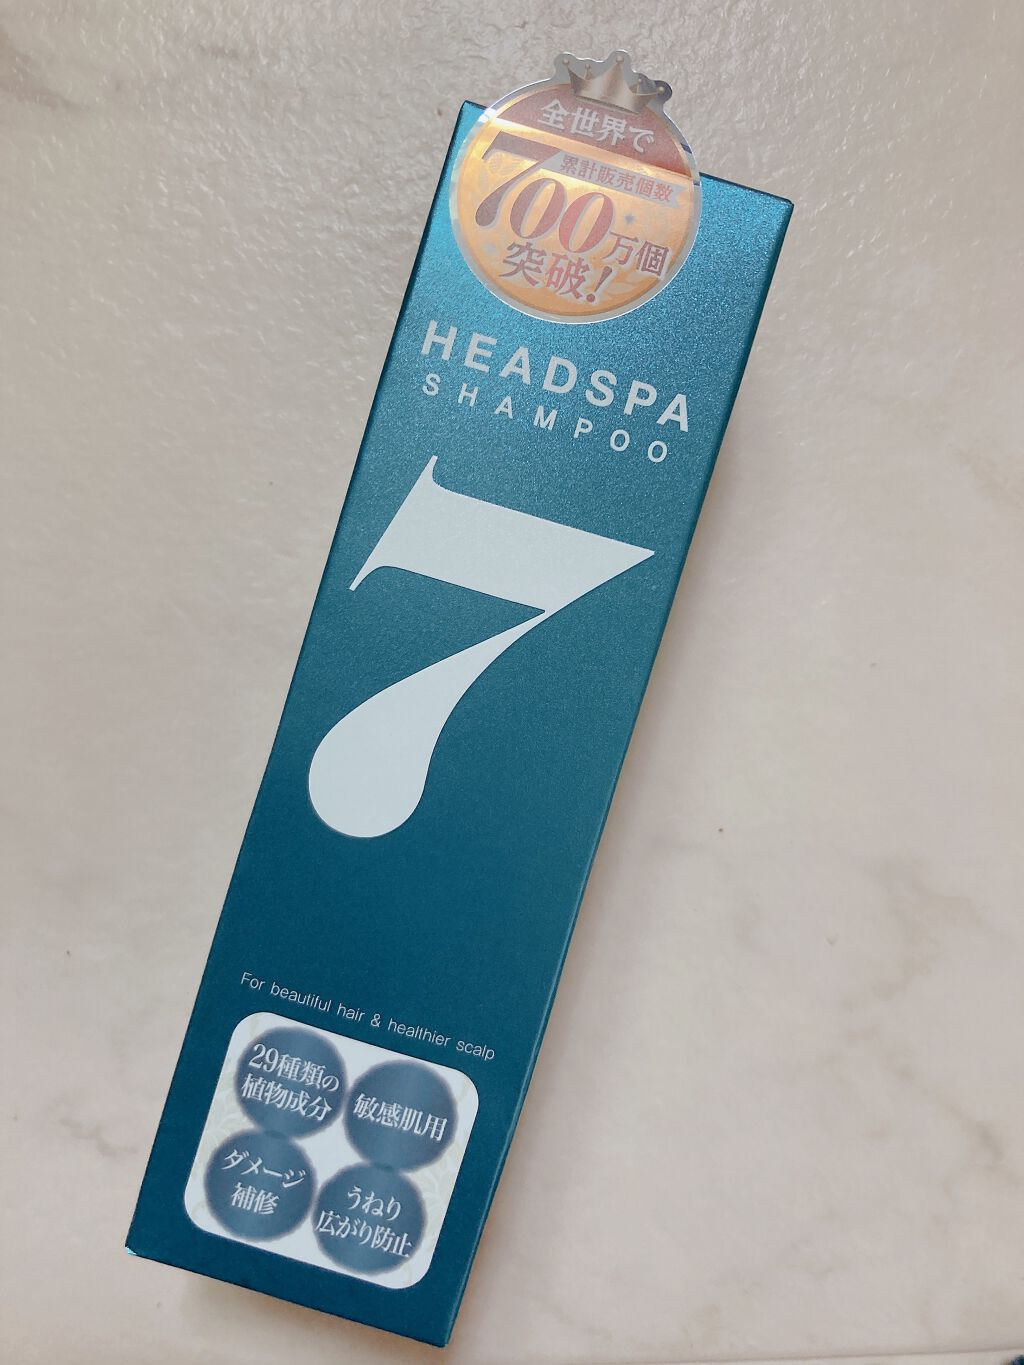 全世界で
累計販売個数
700万個
突破!
HEADSPA
SHAMPOO
7
For beautiful hair & healthier scalp
29種類の
植物成分
敏感肌用
ダメージ
補修
うねり
広がり防止